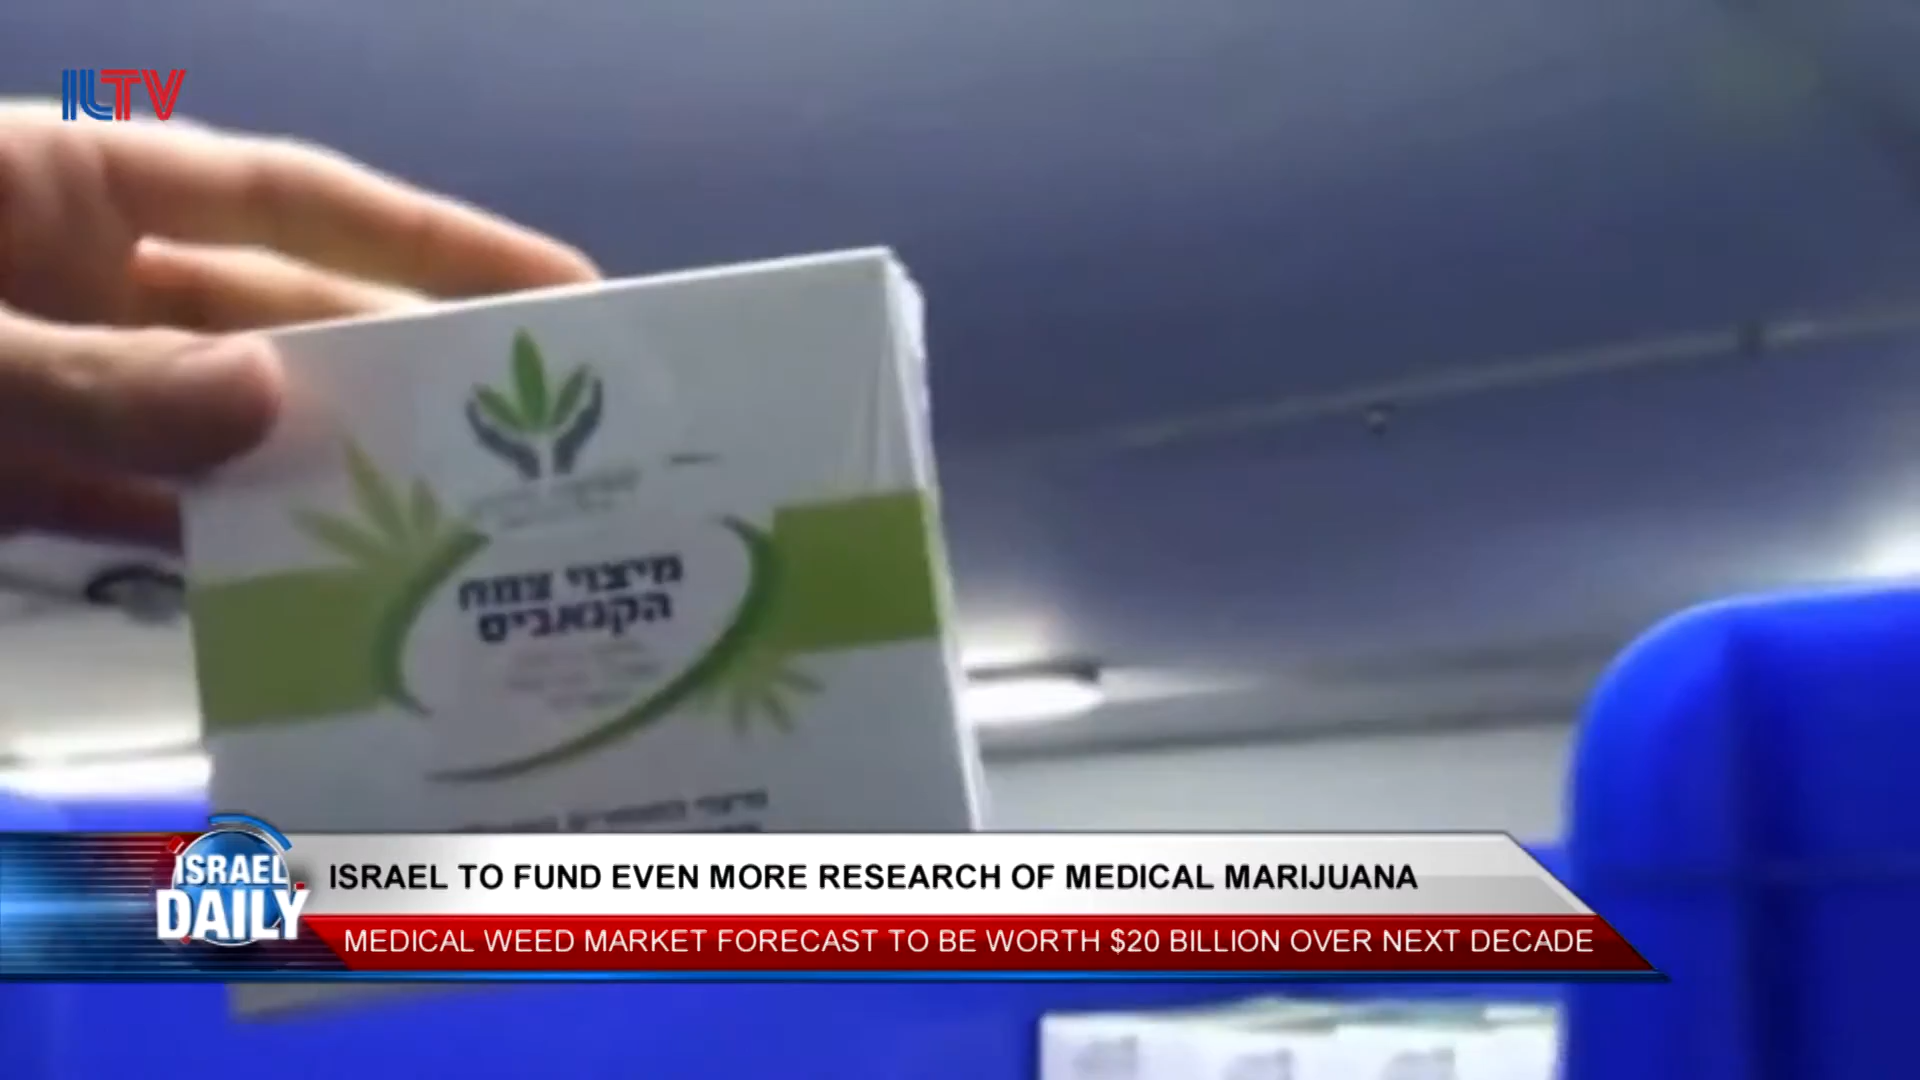 ILTV
מיצוי צמח
הקנאביס
ISRAEL
DAILY
ISRAEL TO FUND EVEN MORE RESEARCH OF MEDICAL MARIJUANA
MEDICAL WEED MARKET FORECAST TO BE WORTH $20 BILLION OVER NEXT DECADE